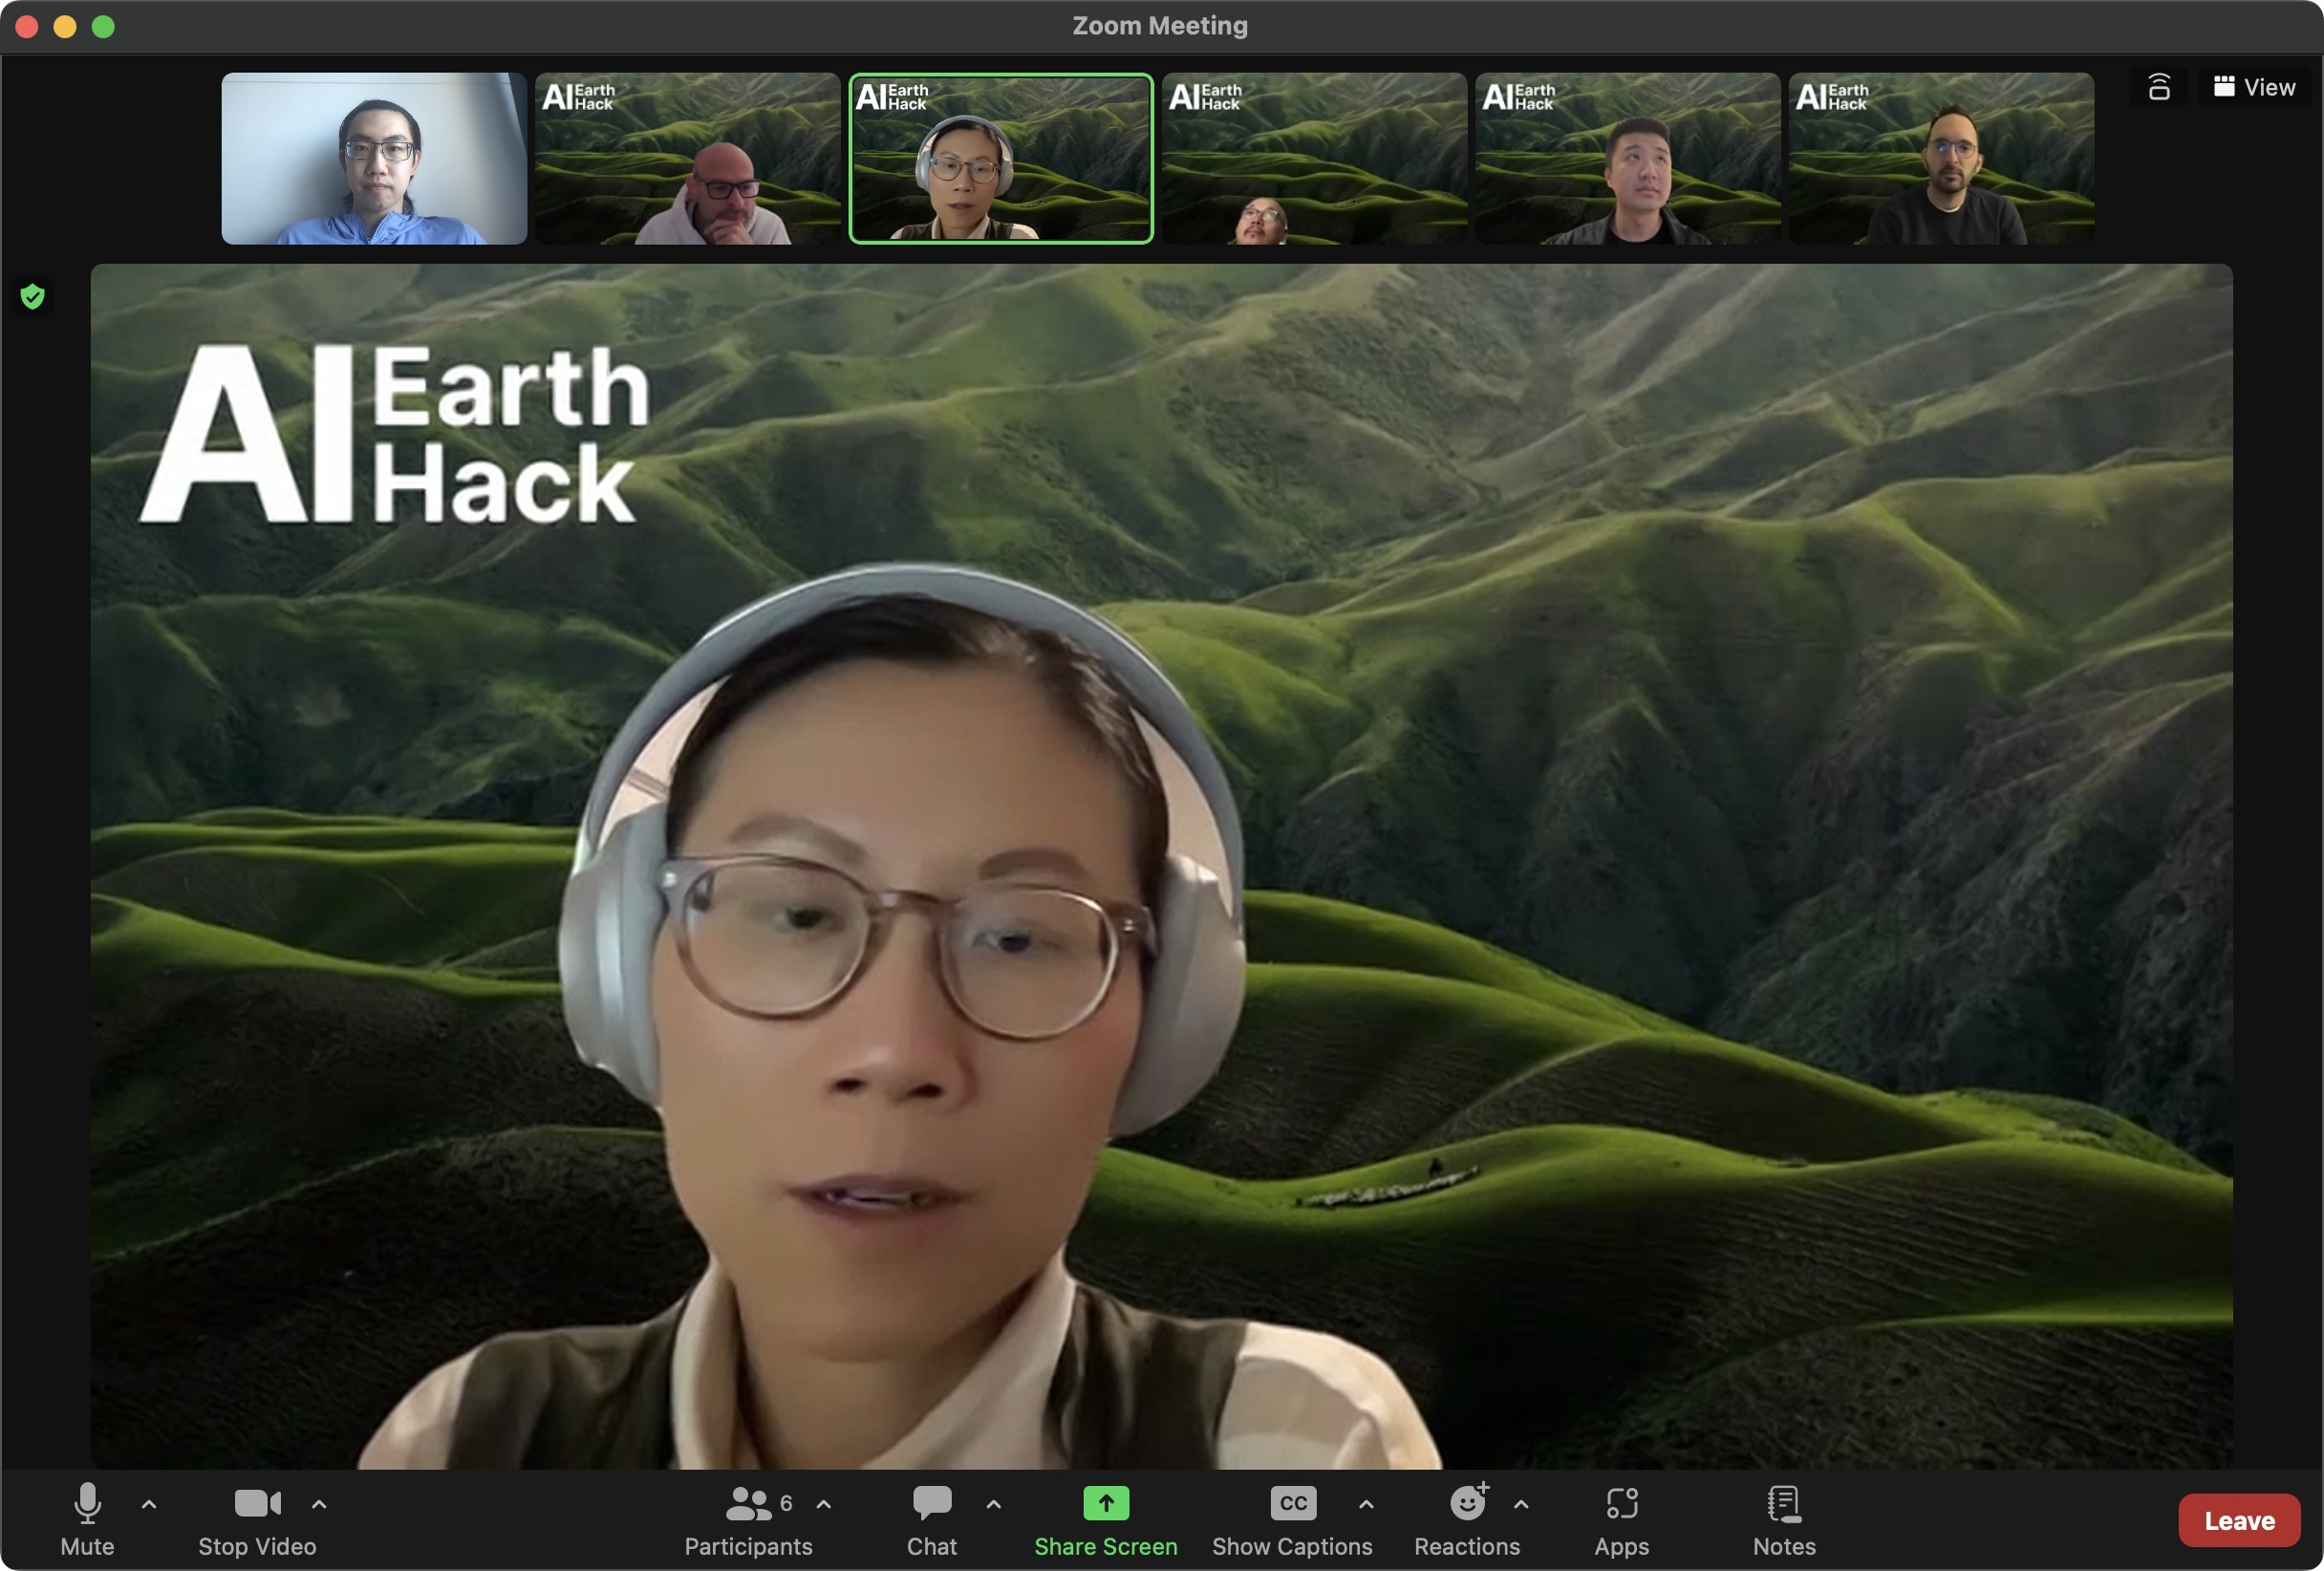 Zoom Meeting
AI Earth
Hack
AI Earth
Hack
AI Earth
Hack
AI Earth
Hack
AI Earth
Hack
View
AI Earth
Hack
Mute
Stop Video
6
Participants
Chat
Share Screen
CC
Show Captions
Reactions
Apps
Notes
Leave